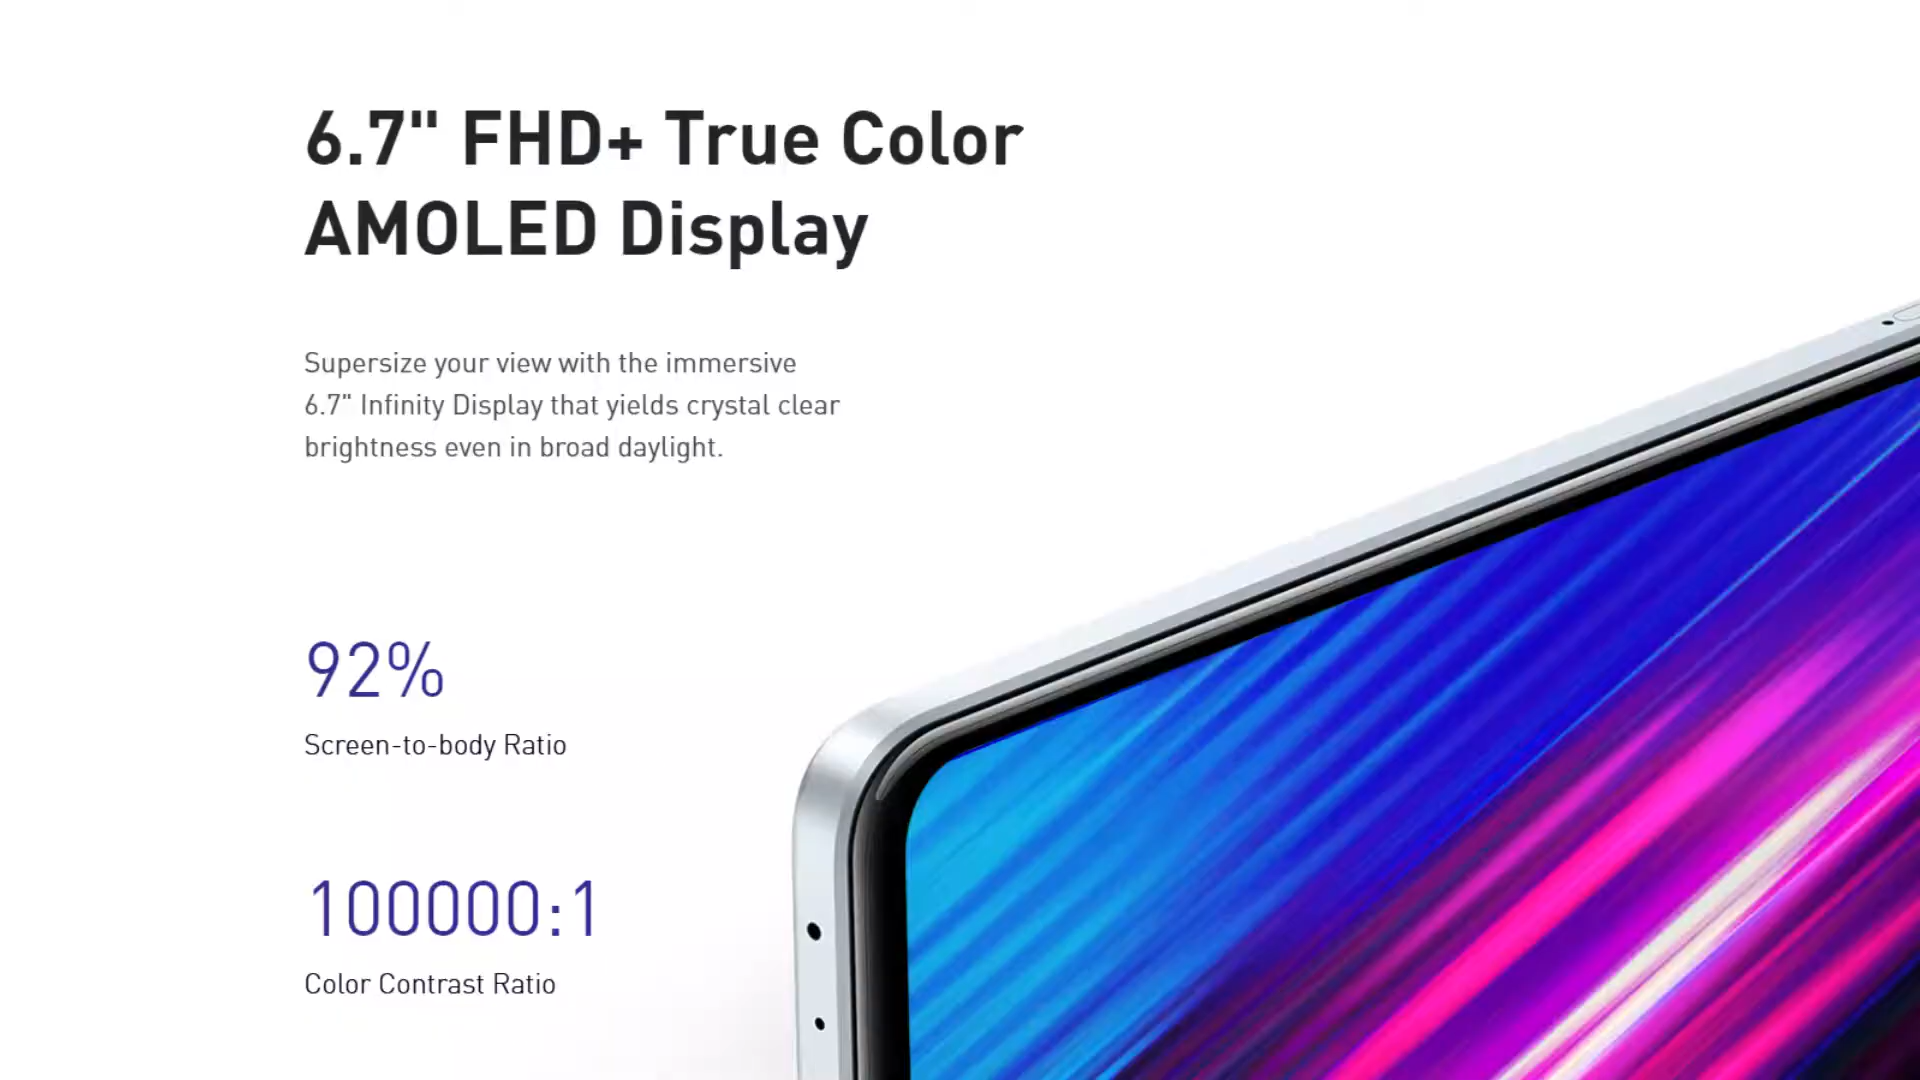 6.7" FHD+ True Color
AMOLED Display
Supersize your view with the immersive
6.7" Infinity Display that yields crystal clear
brightness even in broad daylight.
92%
Screen-to-body Ratio
100000:1
Color Contrast Ratio